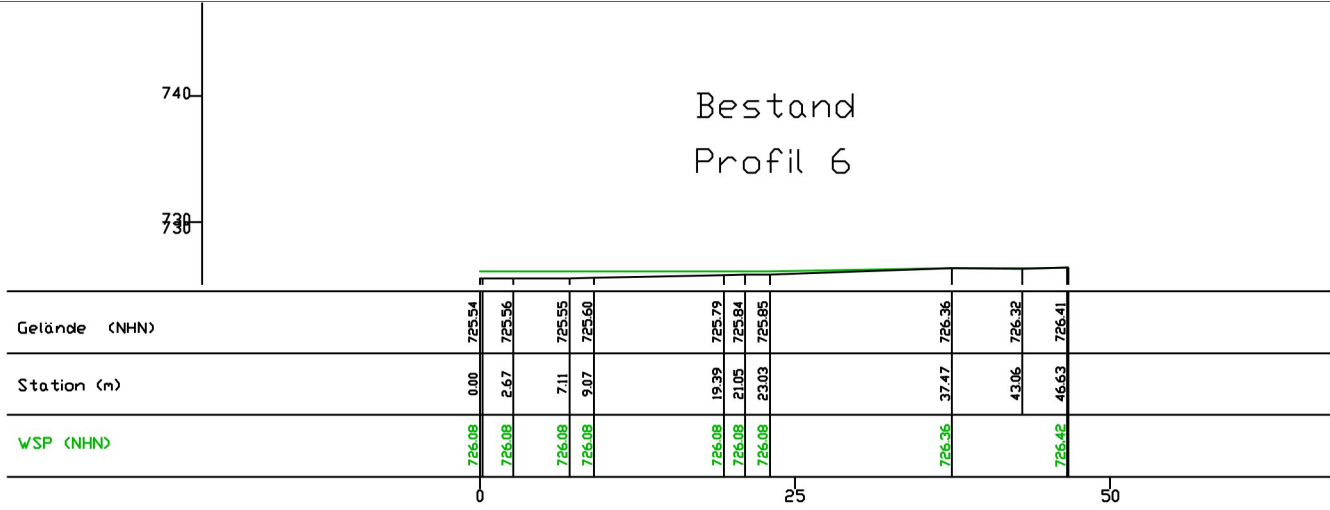 740
Bestand
Profil 6
730
730
Gelände (NHN) 725.54 725.56 725.55 725.60 725.79 725.84 725.85 726.36 726.32 726.41
Station (m) 0.00 2.67 7.11 9.07 19.39 21.05 23.03 37.47 43.06 46.63
WSP (NHN) 726.08 726.08 726.08 726.08 726.08 726.08 726.08 726.36 726.42
0 25 50